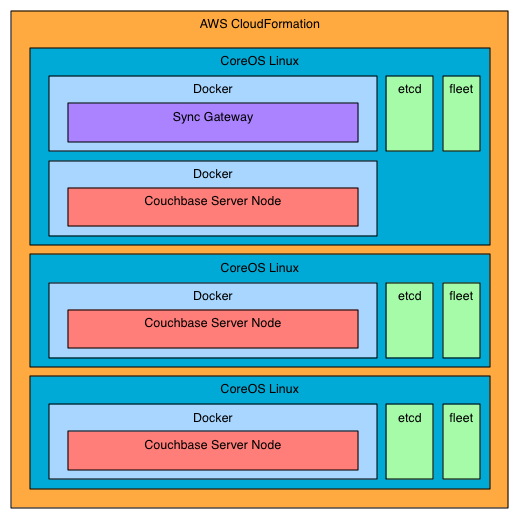 AWS CloudFormation
CoreOS Linux
Docker
etcd
fleet
Sync Gateway
Docker
Couchbase Server Node
CoreOS Linux
Docker
etcd
fleet
Couchbase Server Node
CoreOS Linux
Docker
etcd
fleet
Couchbase Server Node